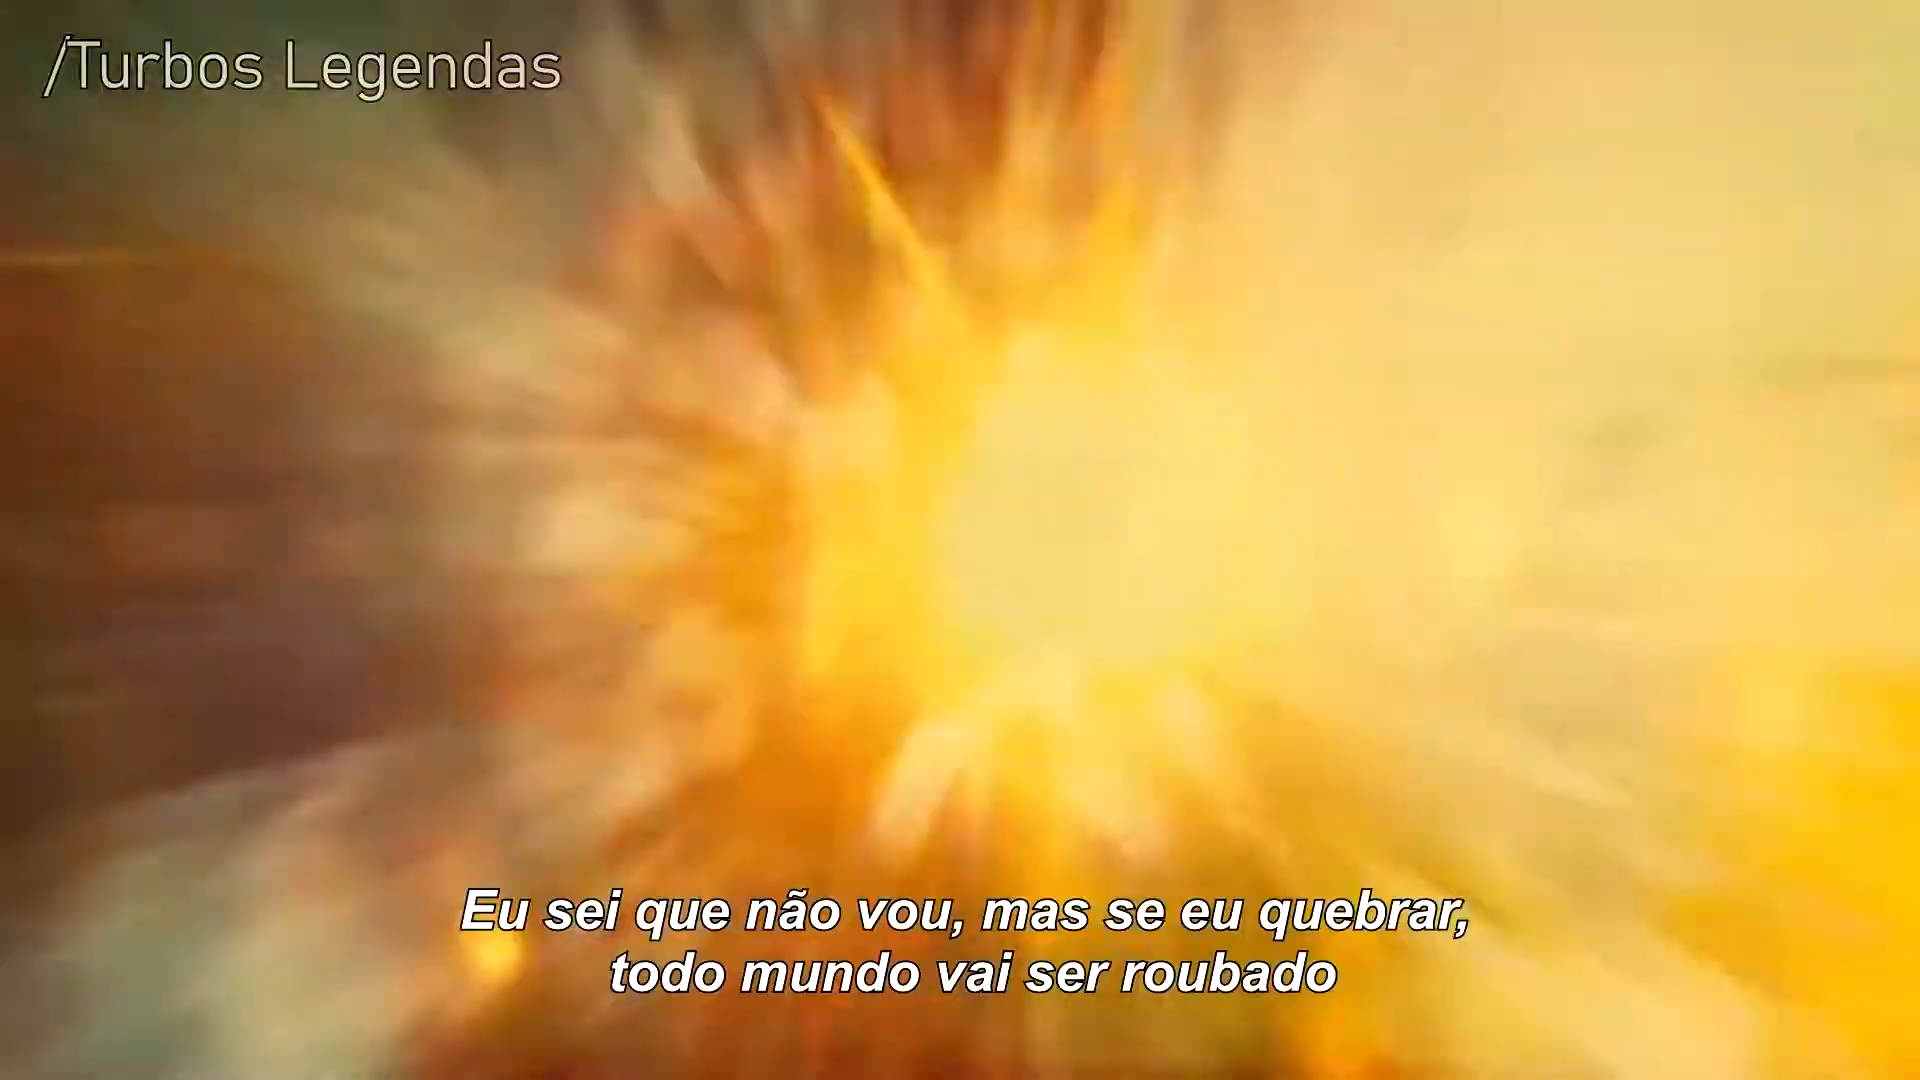 /Turbos Legendas
Eu sei que não vou, mas se eu quebrar,
todo mundo vai ser roubado